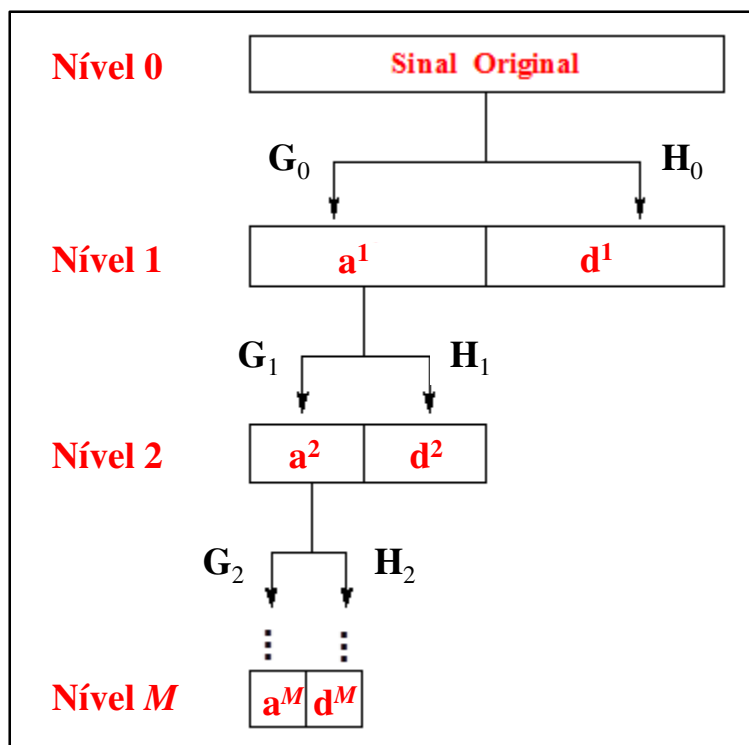 Nível 0 Sinal Original
G₀ H₀
Nível 1 a¹ d¹
G₁ H₁
Nível 2 a² d²
G₂ H₂
Nível M aᴹ dᴹ